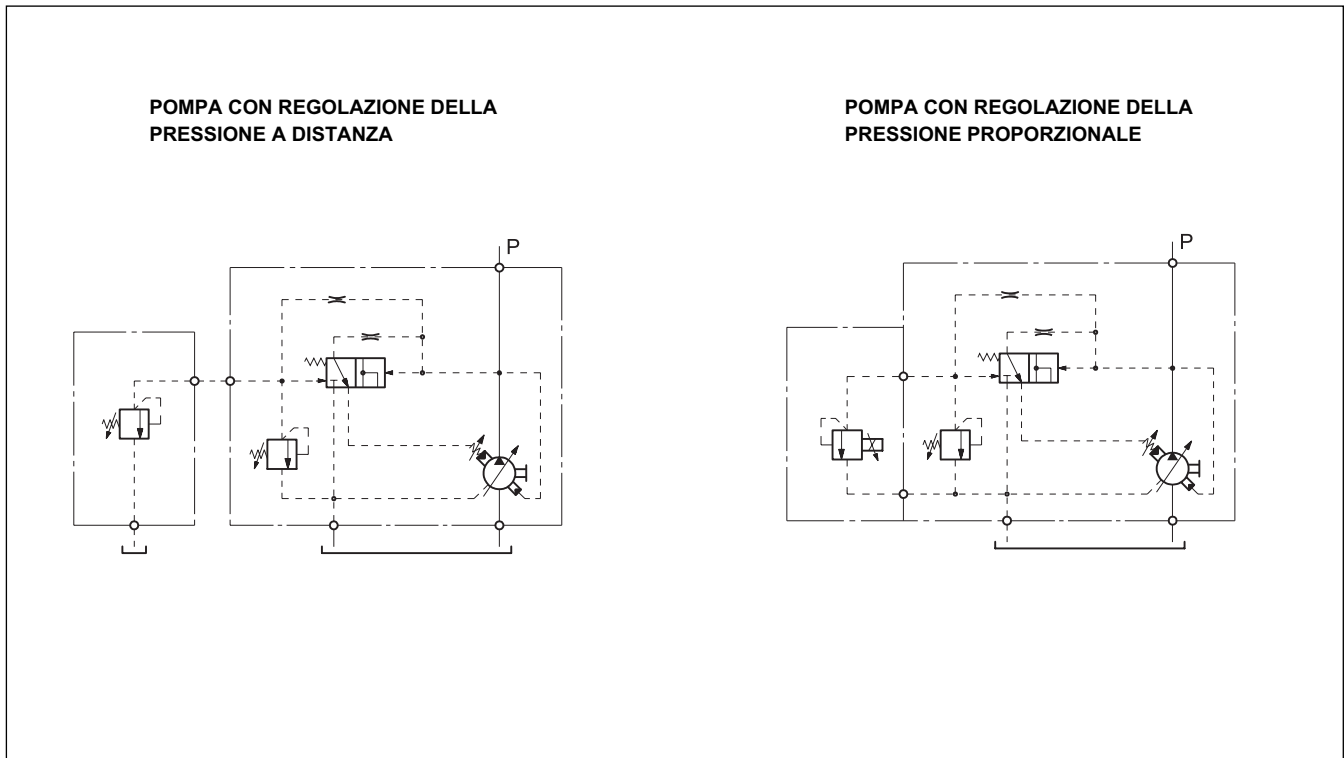 POMPA CON REGOLAZIONE DELLA
PRESSIONE A DISTANZA
P
POMPA CON REGOLAZIONE DELLA
PRESSIONE PROPORZIONALE
P